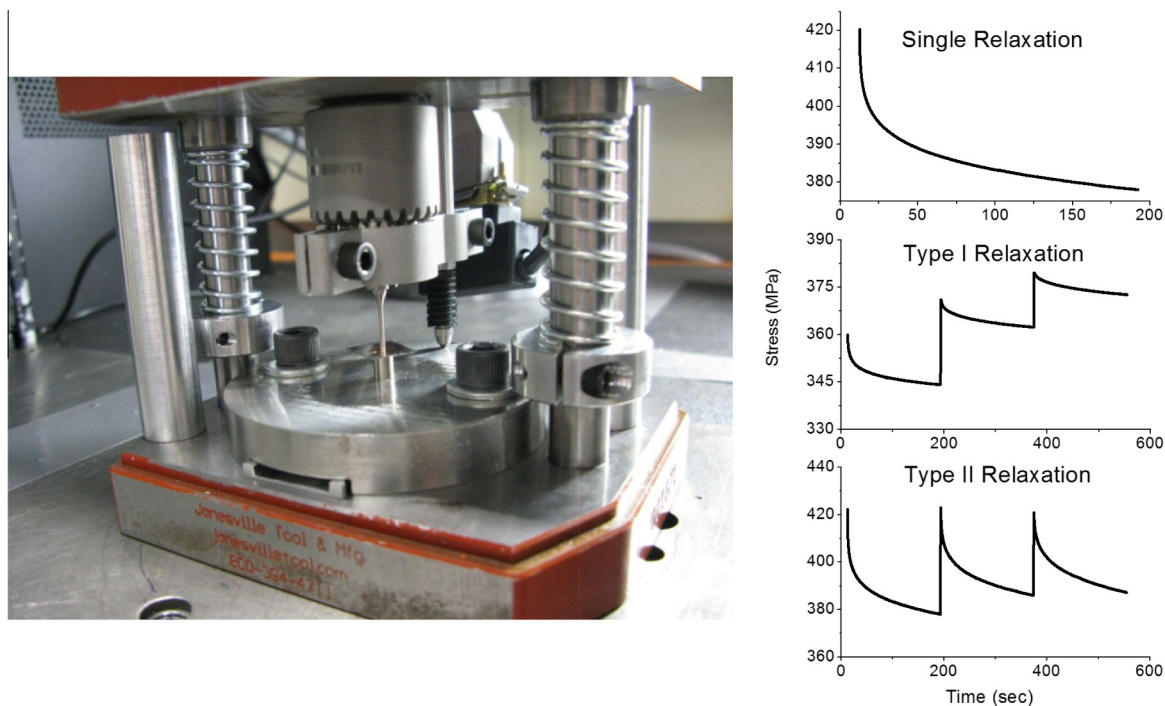 Janesville Tool & Mfg
janesvilletool.com
Single Relaxation
420
410
400
390
380
0 50 100 150 200
Type I Relaxation
390
375
360
345
330
0 200 400 600
Stress (MPa)
Type II Relaxation
440
420
400
380
360
0 200 400 600
Time (sec)